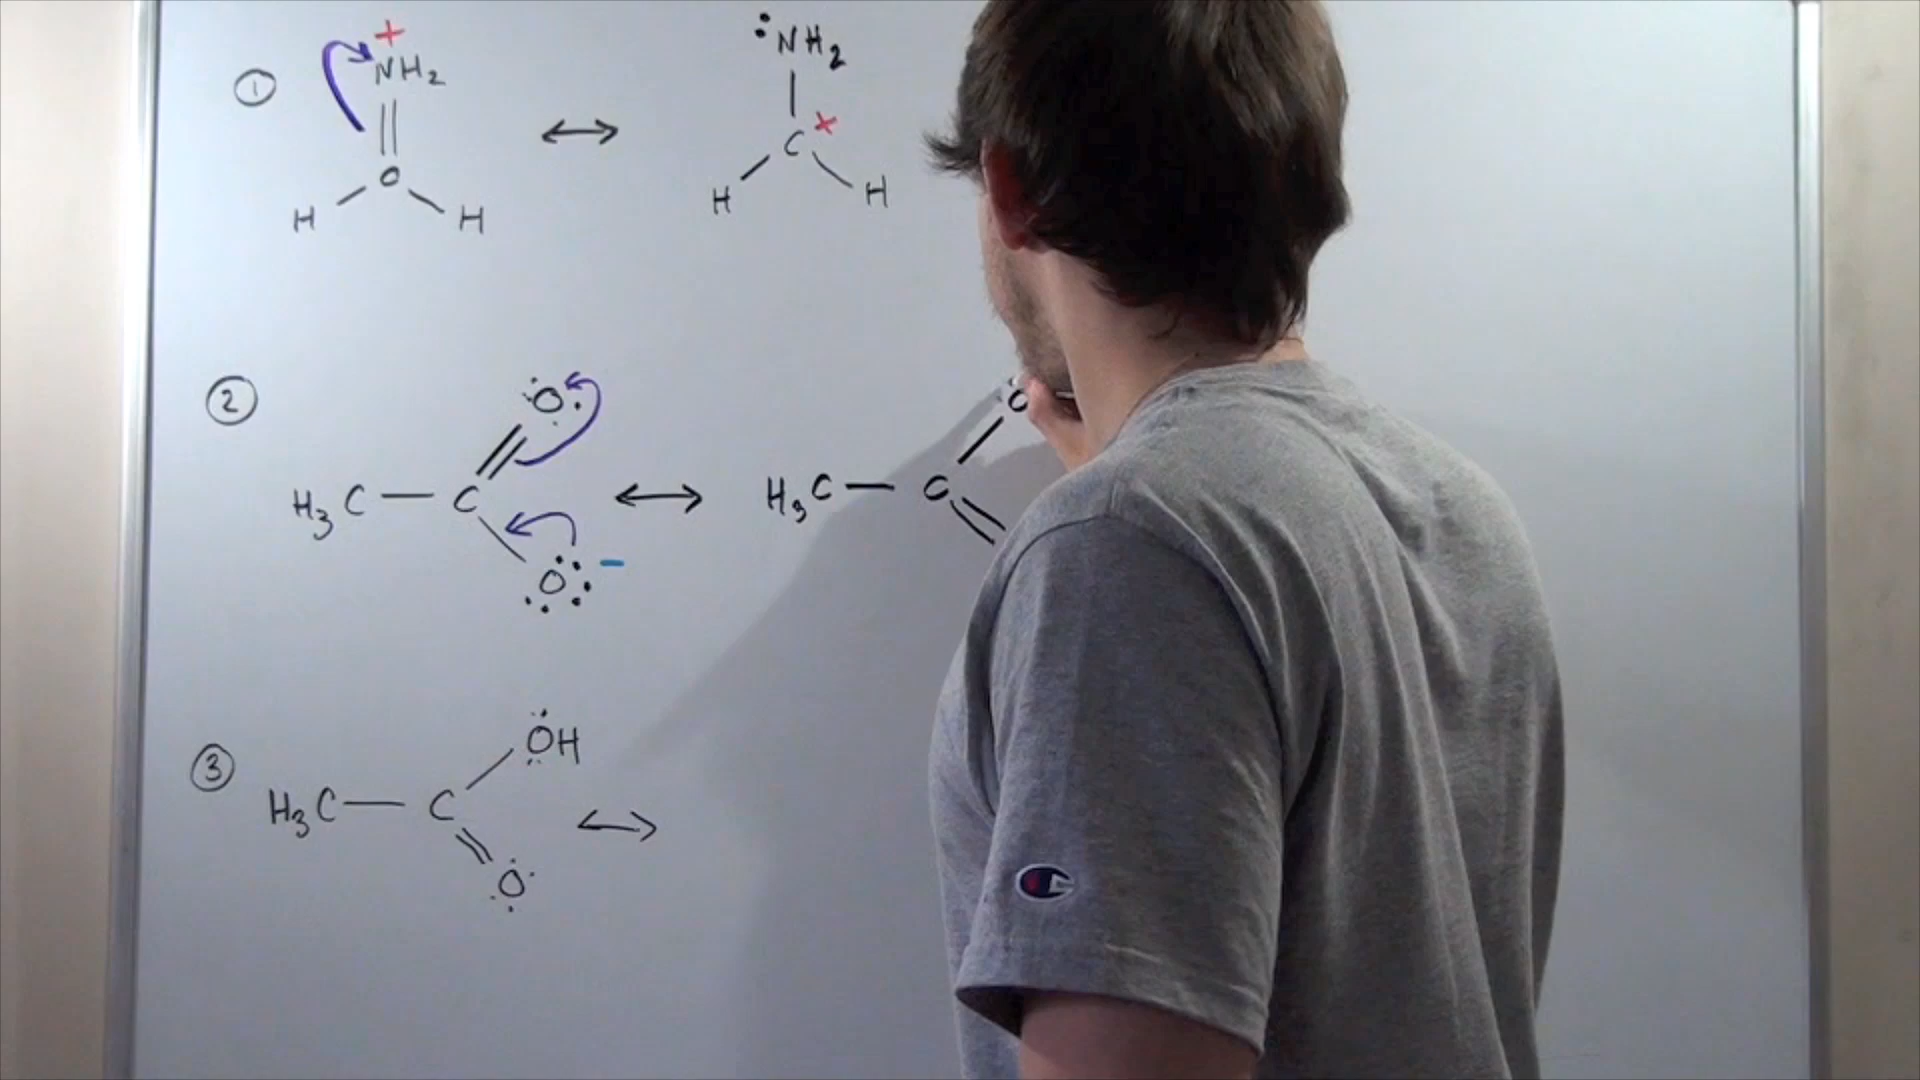 ① + NH₂ ↔ :NH₂
C C +
H H H H
② O O
H₃C — C ↔ H₃C — C
O −
③ OH
H₃C — C ↔
O